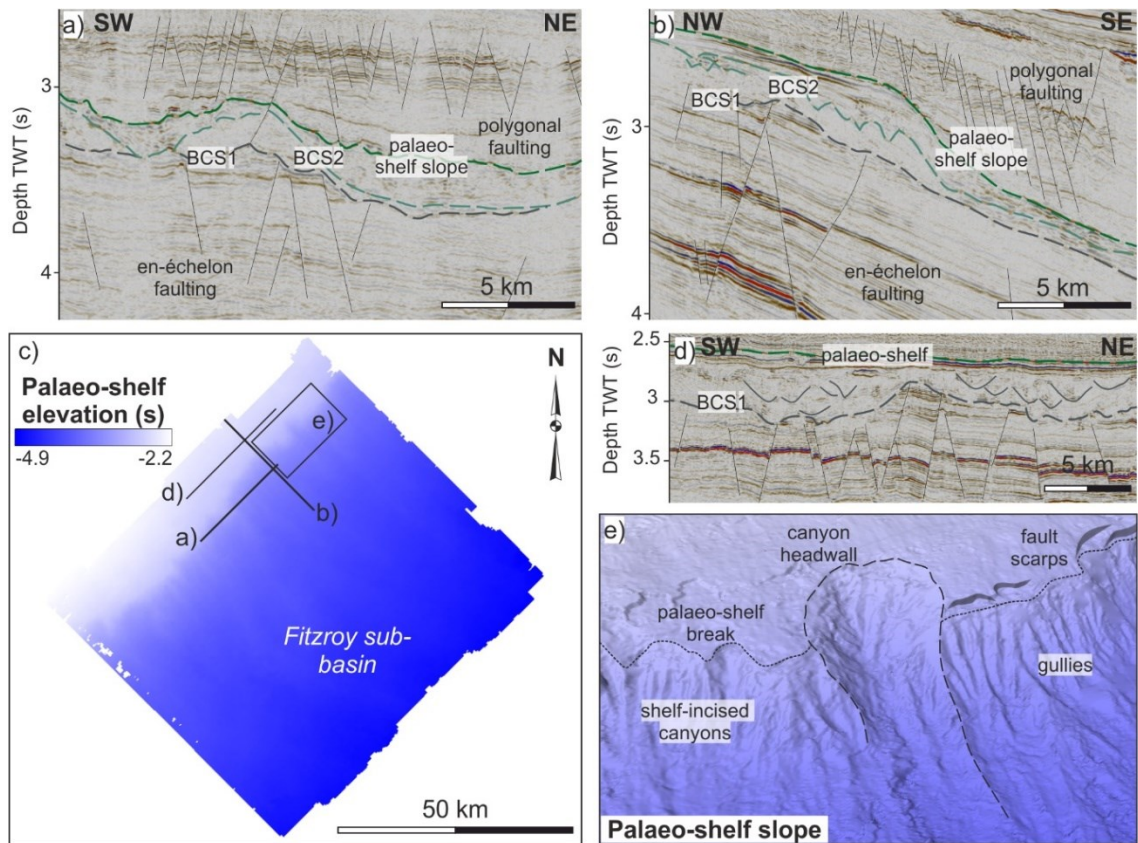 a) SW NE
3
polygonal
faulting
BCS1 BCS2
palaeo-
shelf slope
Depth TWT (s)
en-échelon
faulting
4
5 km
b) NW SE
BCS1 BCS2
polygonal
faulting
3
palaeo-
shelf slope
Depth TWT (s)
en-échelon
faulting
4
5 km
c)
N
Palaeo-shelf
elevation (s)
-4.9 -2.2
e)
d)
b)
a)
Fitzroy sub-
basin
50 km
2.5
d) SW NE
palaeo-shelf
3
BCS1
Depth TWT (s)
3.5
5 km
e)
canyon
headwall
fault
scarps
palaeo-shelf
break
gullies
shelf-incised
canyons
Palaeo-shelf slope